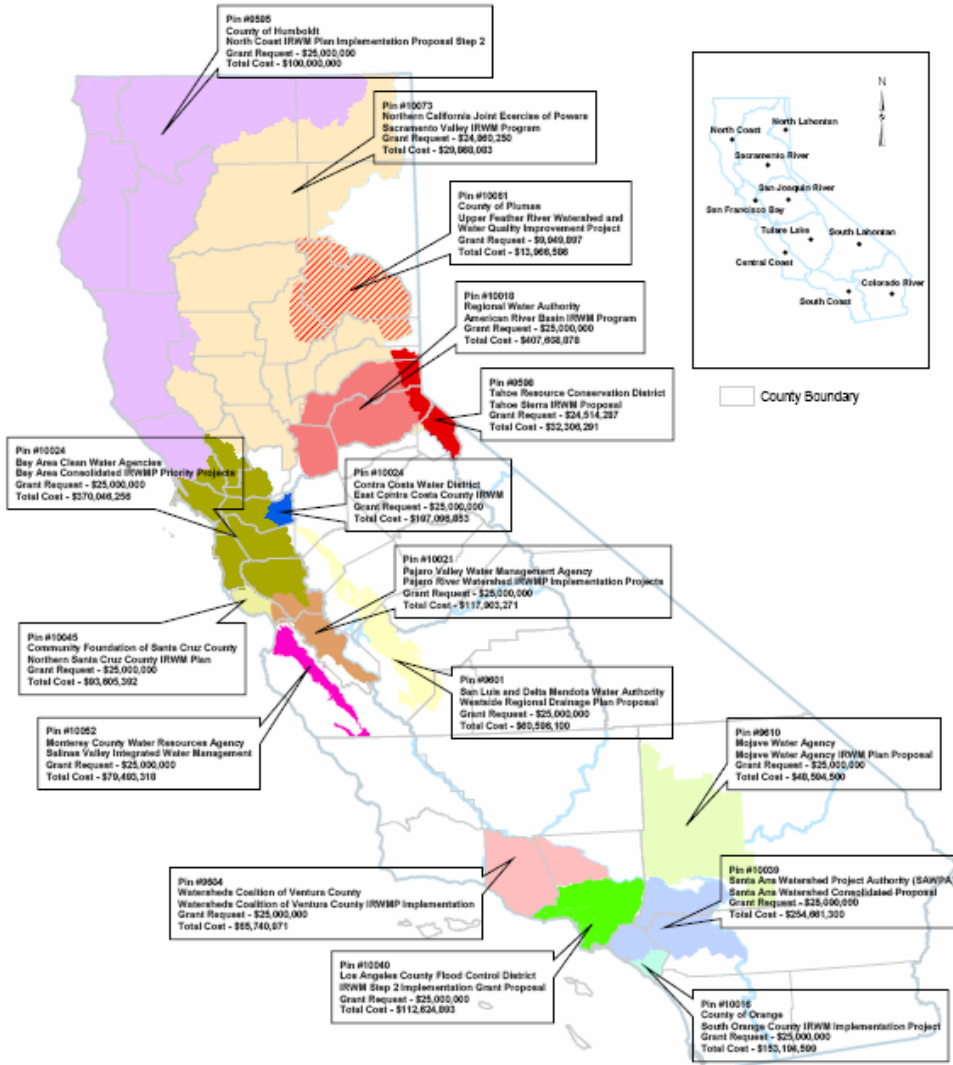 Pin #9595
County of Humboldt
North Coast IRWM Plan Implementation Proposal Step 2
Grant Request - $25,000,000
Total Cost - $100,000,000
Pin #10073
Northern California Joint Exercise of Powers
Sacramento Valley IRWM Program
Grant Request - $24,860,250
Total Cost - $29,868,083
Pin #10061
County of Plumas
Upper Feather River Watershed and
Water Quality Improvement Project
Grant Request - $9,949,897
Total Cost - $13,966,586
Pin #10018
Regional Water Authority
American River Basin IRWM Program
Grant Request - $25,000,000
Total Cost - $407,608,878
Pin #9598
Tahoe Resource Conservation District
Tahoe Sierra IRWM Proposal
Grant Request - $24,514,287
Total Cost - $32,306,291
N
North Coast
North Lahontan
Sacramento River
San Joaquin River
San Francisco Bay
Tulare Lake
South Lahontan
Central Coast
Colorado River
South Coast
County Boundary
Pin #10024
Bay Area Clean Water Agencies
Bay Area Consolidated IRWMP Priority Projects
Grant Request - $25,000,000
Total Cost - $370,046,256
Pin #10024
Contra Costa Water District
East Contra Costa County IRWM
Grant Request - $25,000,000
Total Cost - $197,096,853
Pin #10021
Pajaro Valley Water Management Agency
Pajaro River Watershed IRWMP Implementation Projects
Grant Request - $25,000,000
Total Cost - $117,903,271
Pin #10045
Community Foundation of Santa Cruz County
Northern Santa Cruz County IRWM Plan
Grant Request - $25,000,000
Total Cost - $93,605,392
Pin #9601
San Luis and Delta Mendota Water Authority
Westside Regional Drainage Plan Proposal
Grant Request - $25,000,000
Total Cost - $60,506,100
Pin #10052
Monterey County Water Resources Agency
Salinas Valley Integrated Water Management
Grant Request - $25,000,000
Total Cost - $79,493,318
Pin #9610
Mojave Water Agency
Mojave Water Agency IRWM Plan Proposal
Grant Request - $25,000,000
Total Cost - $48,594,500
Pin #9604
Watersheds Coalition of Ventura County
Watersheds Coalition of Ventura County IRWMP Implementation
Grant Request - $25,000,000
Total Cost - $65,740,971
Pin #10039
Santa Ana Watershed Project Authority (SAWPA)
Santa Ana Watershed Consolidated Proposal
Grant Request - $25,000,000
Total Cost - $254,661,300
Pin #10040
Los Angeles County Flood Control District
IRWM Step 2 Implementation Grant Proposal
Grant Request - $25,000,000
Total Cost - $112,624,893
Pin #10016
County of Orange
South Orange County IRWM Implementation Project
Grant Request - $25,000,000
Total Cost - $153,194,599